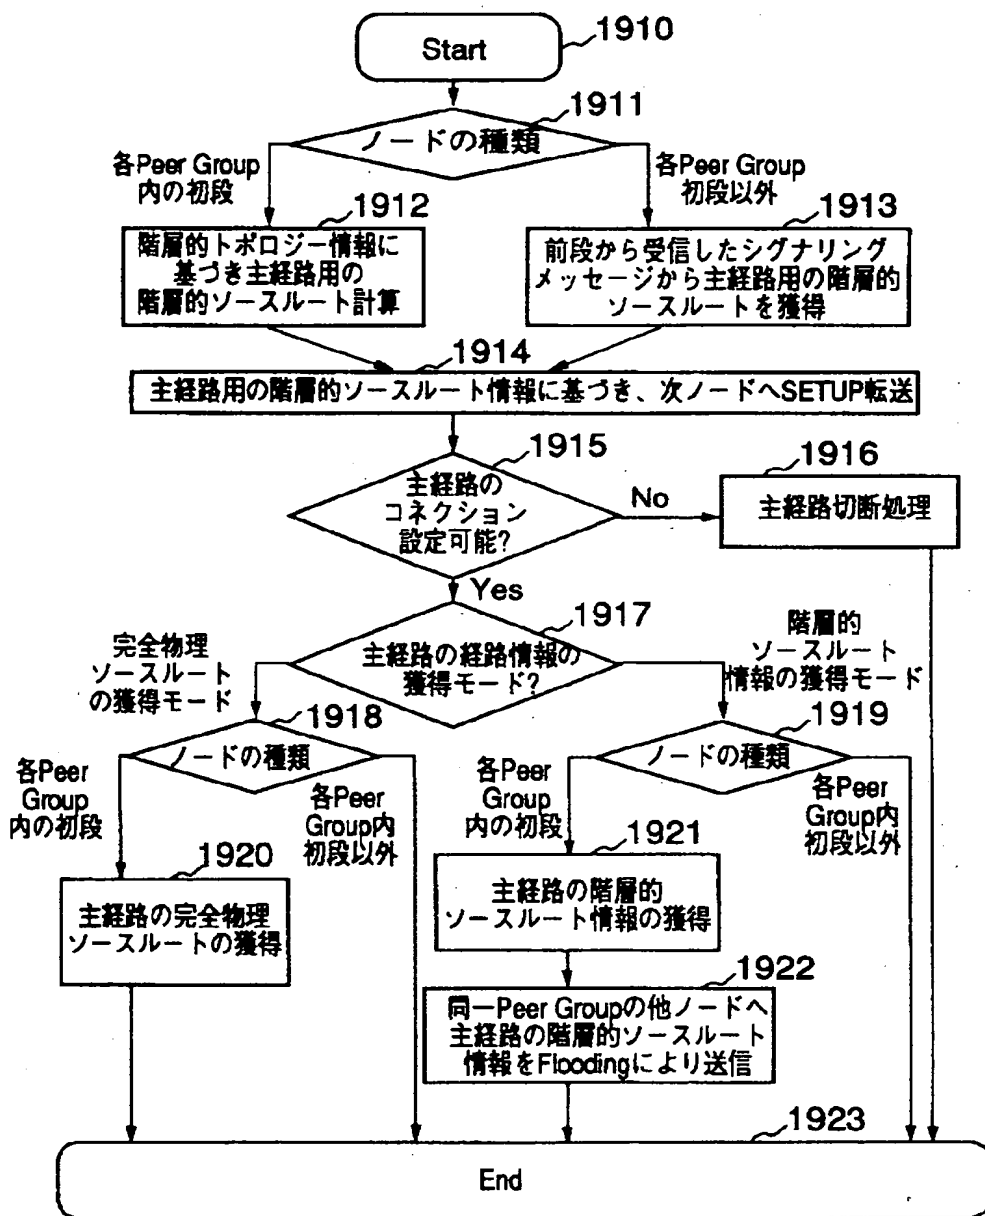 Start
1910
1911
ノードの種類
各Peer Group
内の初段
各Peer Group
初段以外
1912
階層的トポロジー情報に
基づき主経路用の
階層的ソースルート計算
1913
前段から受信したシグナリング
メッセージから主経路用の階層的
ソースルートを獲得
1914
主経路用の階層的ソースルート情報に基づき、次ノードへSETUP転送
1915
主経路の
コネクション
設定可能?
No
1916
主経路切断処理
Yes
1917
主経路の経路情報の
獲得モード?
完全物理
ソースルート
の獲得モード
階層的
ソースルート
情報の獲得モード
1918
ノードの種類
1919
ノードの種類
各Peer
Group
内の初段
各Peer
Group内
初段以外
各Peer
Group
内の初段
各Peer
Group内
初段以外
1920
主経路の完全物理
ソースルートの獲得
1921
主経路の階層的
ソースルート情報の獲得
1922
同一Peer Groupの他ノードへ
主経路の階層的ソースルート
情報をFloodingにより送信
1923
End